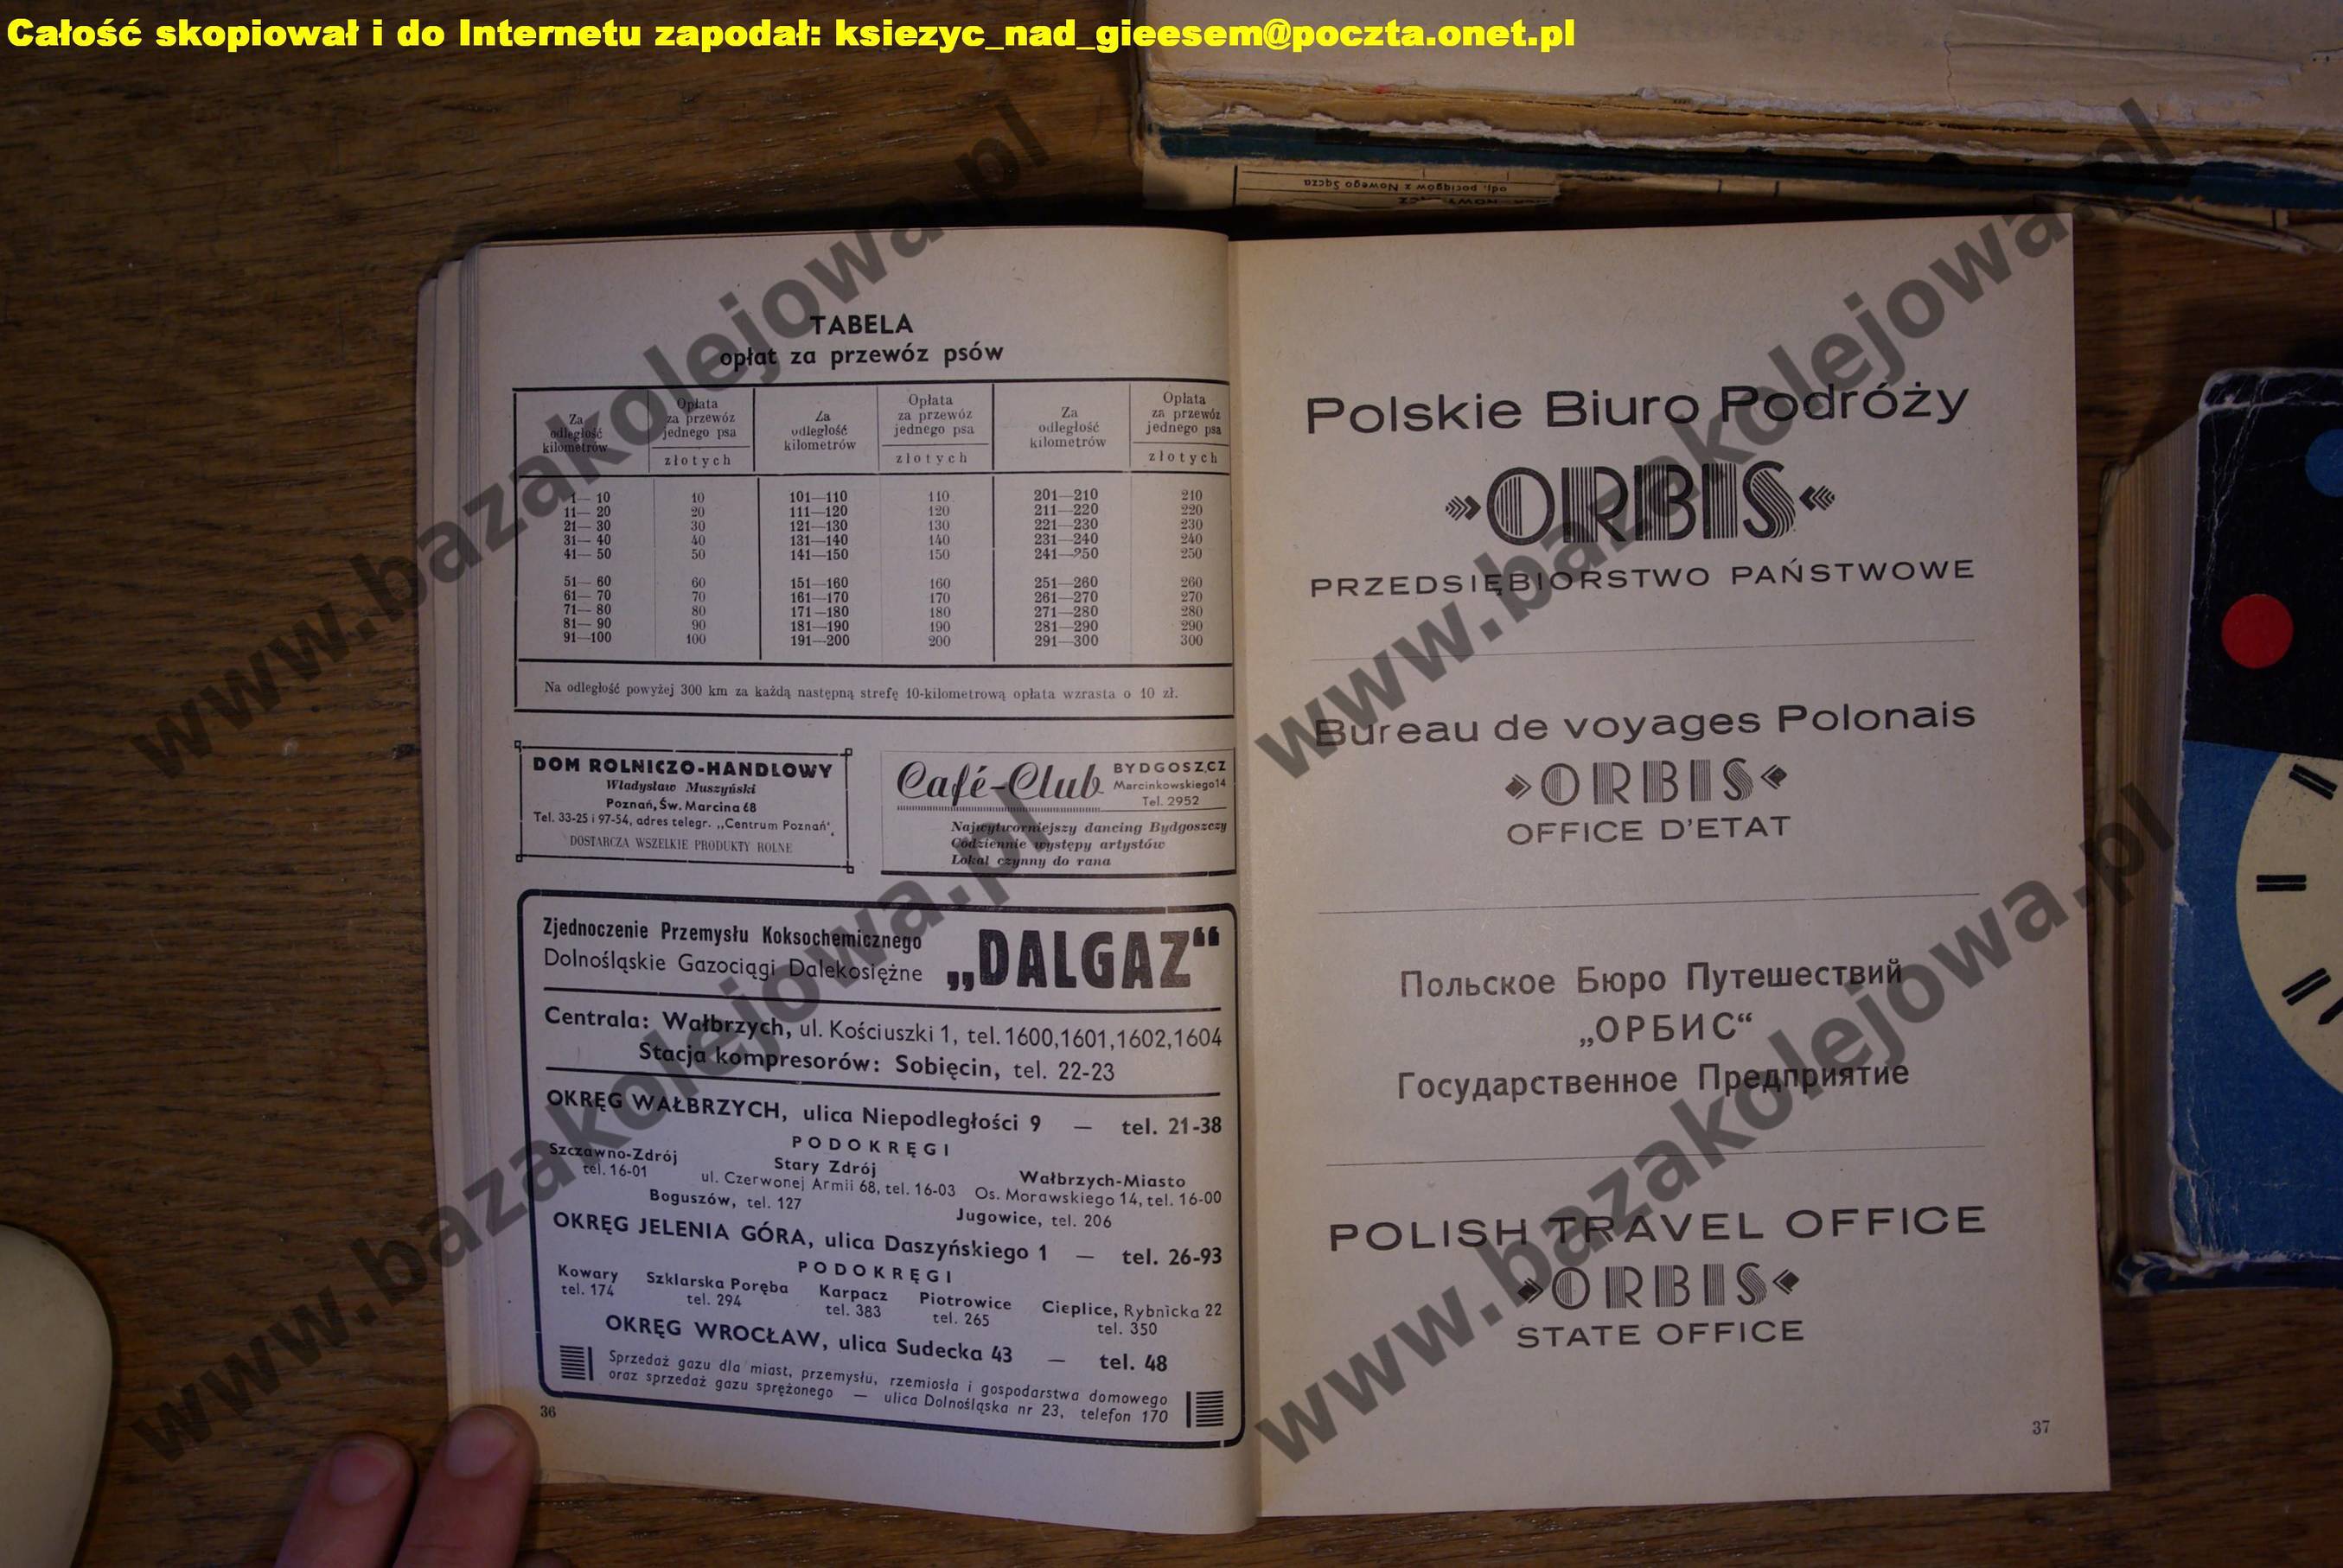 Całość skopiował i do Internetu zapodał: ksiezyc_nad_gieesem@poczta.onet.pl
odj. pociągów z Nowego Sącza
TABELA
opłat za przewóz psów
Za odległość kilometrów | Opłata za przewóz jednego psa złotych | Za odległość kilometrów | Opłata za przewóz jednego psa złotych | Za odległość kilometrów | Opłata za przewóz jednego psa złotych
1— 10 10 101—110 110 201—210 210
11— 20 20 111—120 120 211—220 220
21— 30 30 121—130 130 221—230 230
31— 40 40 131—140 140 231—240 240
41— 50 50 141—150 150 241—250 250
51— 60 60 151—160 160 251—260 260
61— 70 70 161—170 170 261—270 270
71— 80 80 171—180 180 271—280 280
81— 90 90 181—190 190 281—290 290
91—100 100 191—200 200 291—300 300
Na odległość powyżej 300 km za każdą następną strefę 10-kilometrową opłata wzrasta o 10 zł.
DOM ROLNICZO-HANDLOWY
Władysław Muszyński
Poznań, Św. Marcina 68
Tel. 33-25 i 97-54, adres telegr. „Centrum Poznań‘,
DOSTARCZA WSZELKIE PRODUKTY ROLNE
Café-Club BYDGOSZCZ
Marcinkowskiego 14
Tel. 2952
Najwytworniejszy dancing Bydgoszczy
Codziennie występy artystów
Lokal czynny do rana
Zjednoczenie Przemysłu Koksochemicznego
Dolnośląskie Gazociągi Dalekosiężne „DALGAZ“
Centrala: Wałbrzych, ul. Kościuszki 1, tel. 1600,1601,1602,1604
Stacja kompresorów: Sobięcin, tel. 22-23
OKRĘG WAŁBRZYCH, ulica Niepodległości 9 — tel. 21-38
PODOKRĘGI
Szczawno-Zdrój Stary Zdrój Wałbrzych-Miasto
tel. 16-01 ul. Czerwonej Armii 68, tel. 16-03 Os. Morawskiego 14, tel. 16-00
Boguszów, tel. 127 Jugowice, tel. 206
OKRĘG JELENIA GÓRA, ulica Daszyńskiego 1 — tel. 26-93
PODOKRĘGI
Kowary Szklarska Poręba Karpacz Piotrowice Cieplice, Rybnicka 22
tel. 174 tel. 294 tel. 383 tel. 265 tel. 350
OKRĘG WROCŁAW, ulica Sudecka 43 — tel. 48
Sprzedaż gazu dla miast, przemysłu, rzemiosła i gospodarstwa domowego
oraz sprzedaż gazu sprężonego — ulica Dolnośląska nr 23, telefon 170
36
Polskie Biuro Podróży
ORBIS
PRZEDSIĘBIORSTWO PAŃSTWOWE
Bureau de voyages Polonais
ORBIS
OFFICE D'ETAT
Польское Бюро Путешествий
„ОРБИС“
Государственное Предприятие
POLISH TRAVEL OFFICE
ORBIS
STATE OFFICE
37
www.bazakolejowa.pl
www.bazakolejowa.pl
www.bazakolejowa.pl
www.bazakolejowa.pl